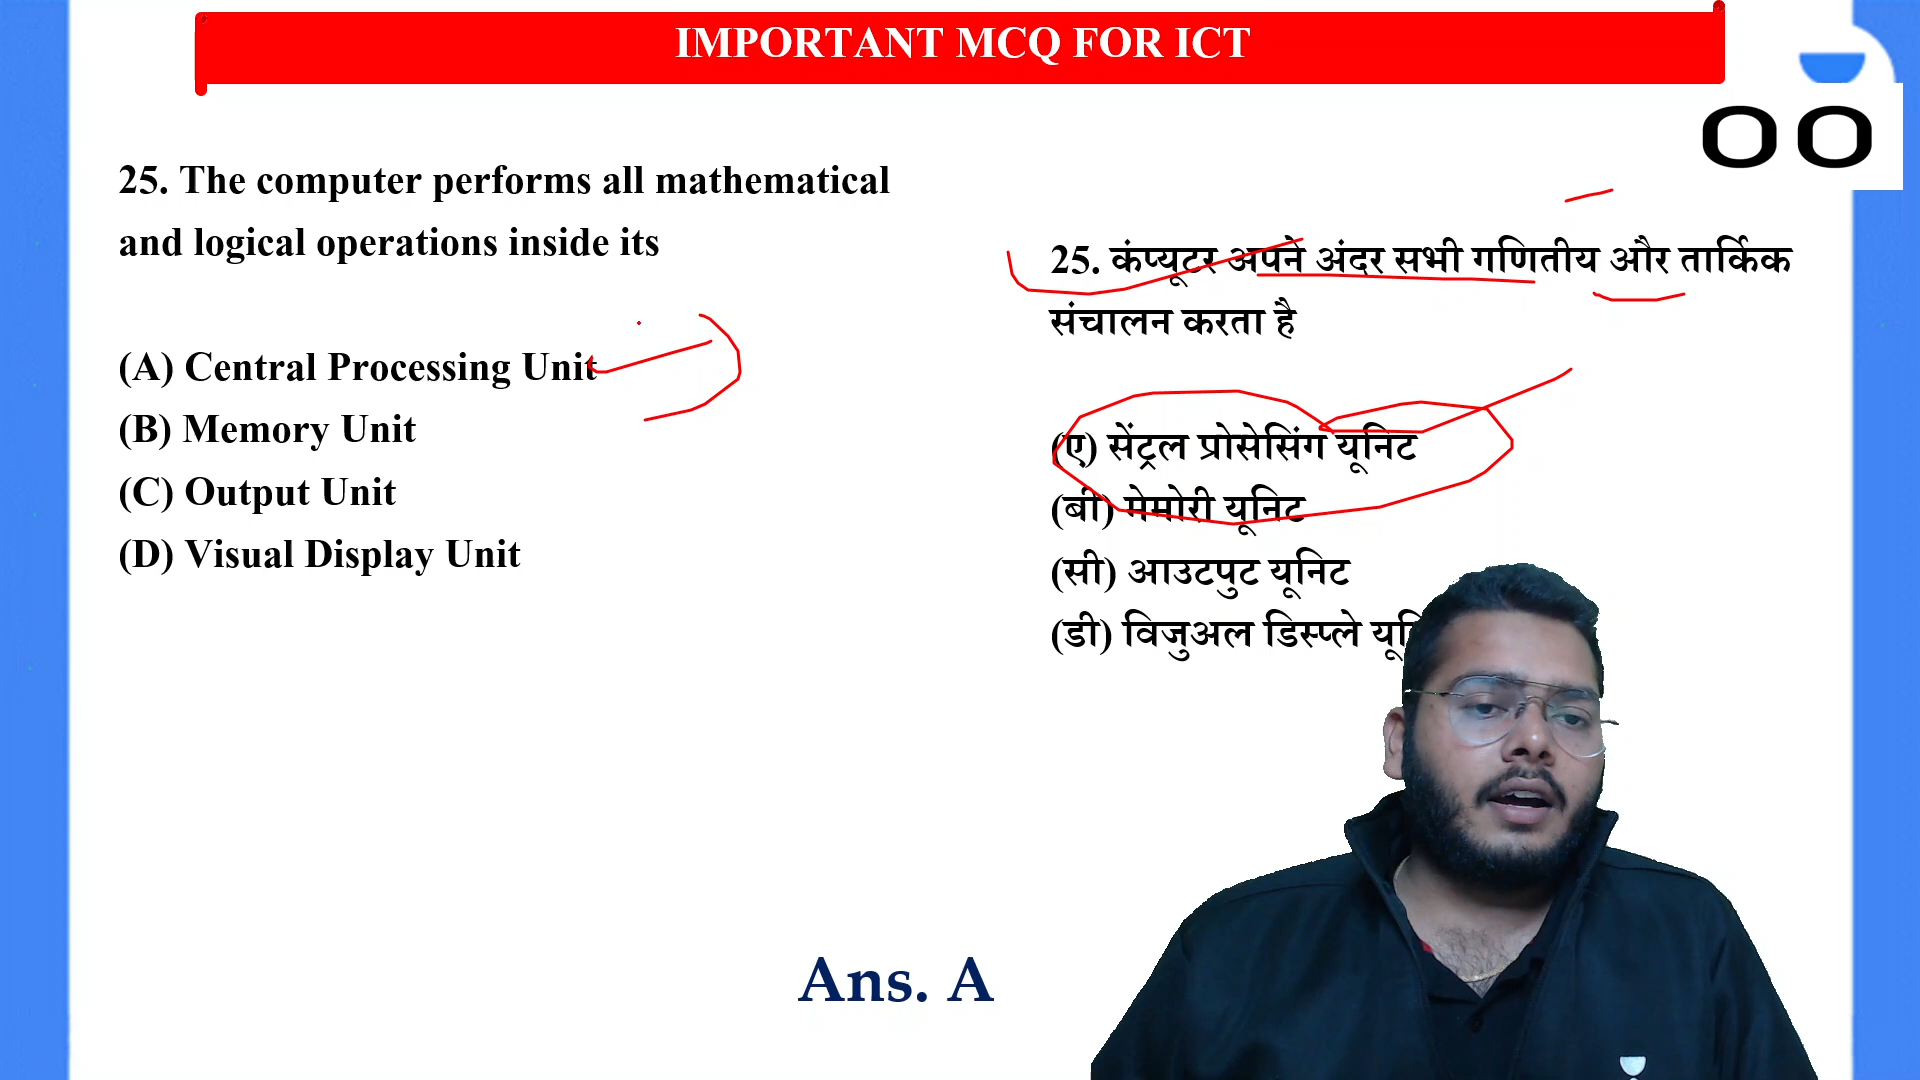 IMPORTANT MCQ FOR ICT
25. The computer performs all mathematical
and logical operations inside its
(A) Central Processing Unit
(B) Memory Unit
(C) Output Unit
(D) Visual Display Unit
25. कंप्यूटर अपने अंदर सभी गणितीय और तार्किक
संचालन करता है
(ए) सेंट्रल प्रोसेसिंग यूनिट
(बी) मेमोरी यूनिट
(सी) आउटपुट यूनिट
(डी) विजुअल डिस्प्ले
Ans. A